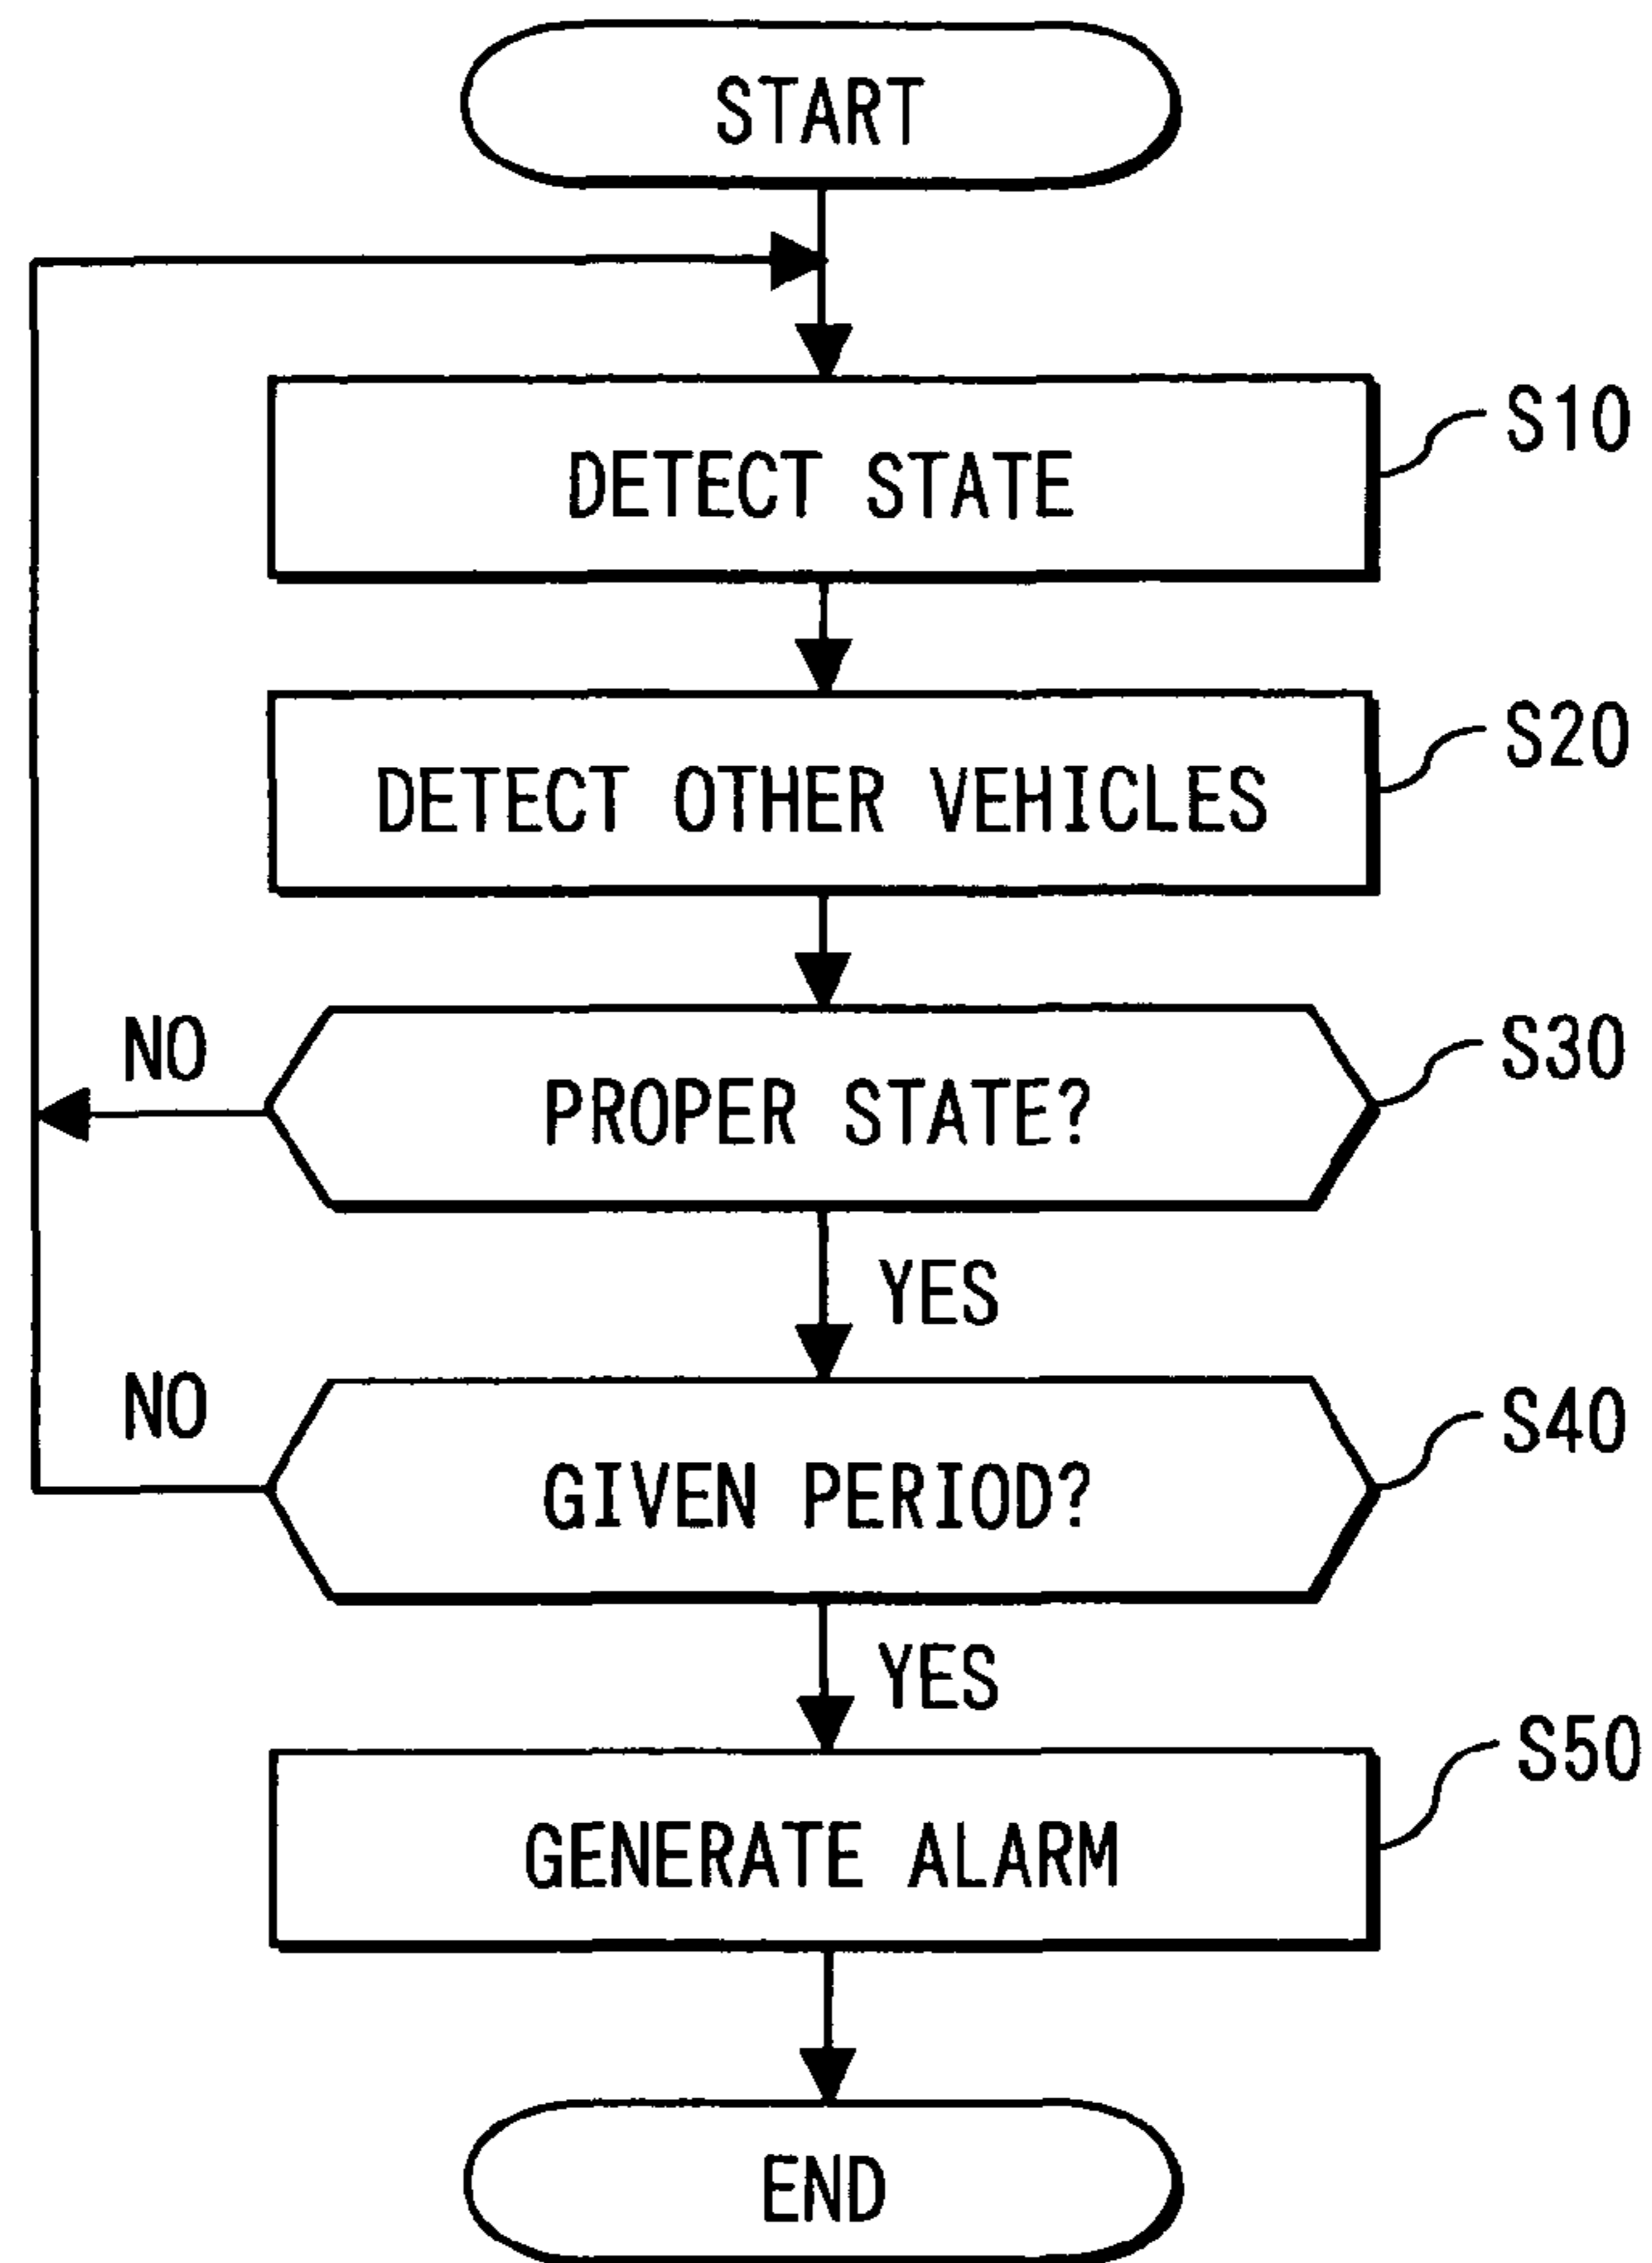 START
DETECT STATE
S10
DETECT OTHER VEHICLES
S20
NO
PROPER STATE?
S30
YES
NO
GIVEN PERIOD?
S40
YES
GENERATE ALARM
S50
END